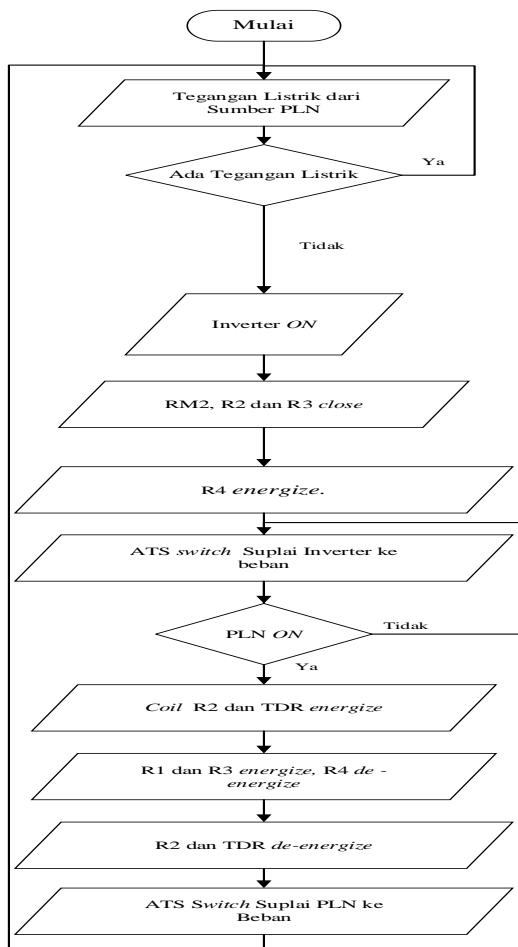 Mulai
Tegangan Listrik dari
Sumber PLN
Ada Tegangan Listrik
Ya
Tidak
Inverter ON
RM2, R2 dan R3 close
R4 energize.
ATS switch Suplai Inverter ke
beban
PLN ON
Tidak
Ya
Coil R2 dan TDR energize
R1 dan R3 energize, R4 de -
energize
R2 dan TDR de-energize
ATS Switch Suplai PLN ke
Beban